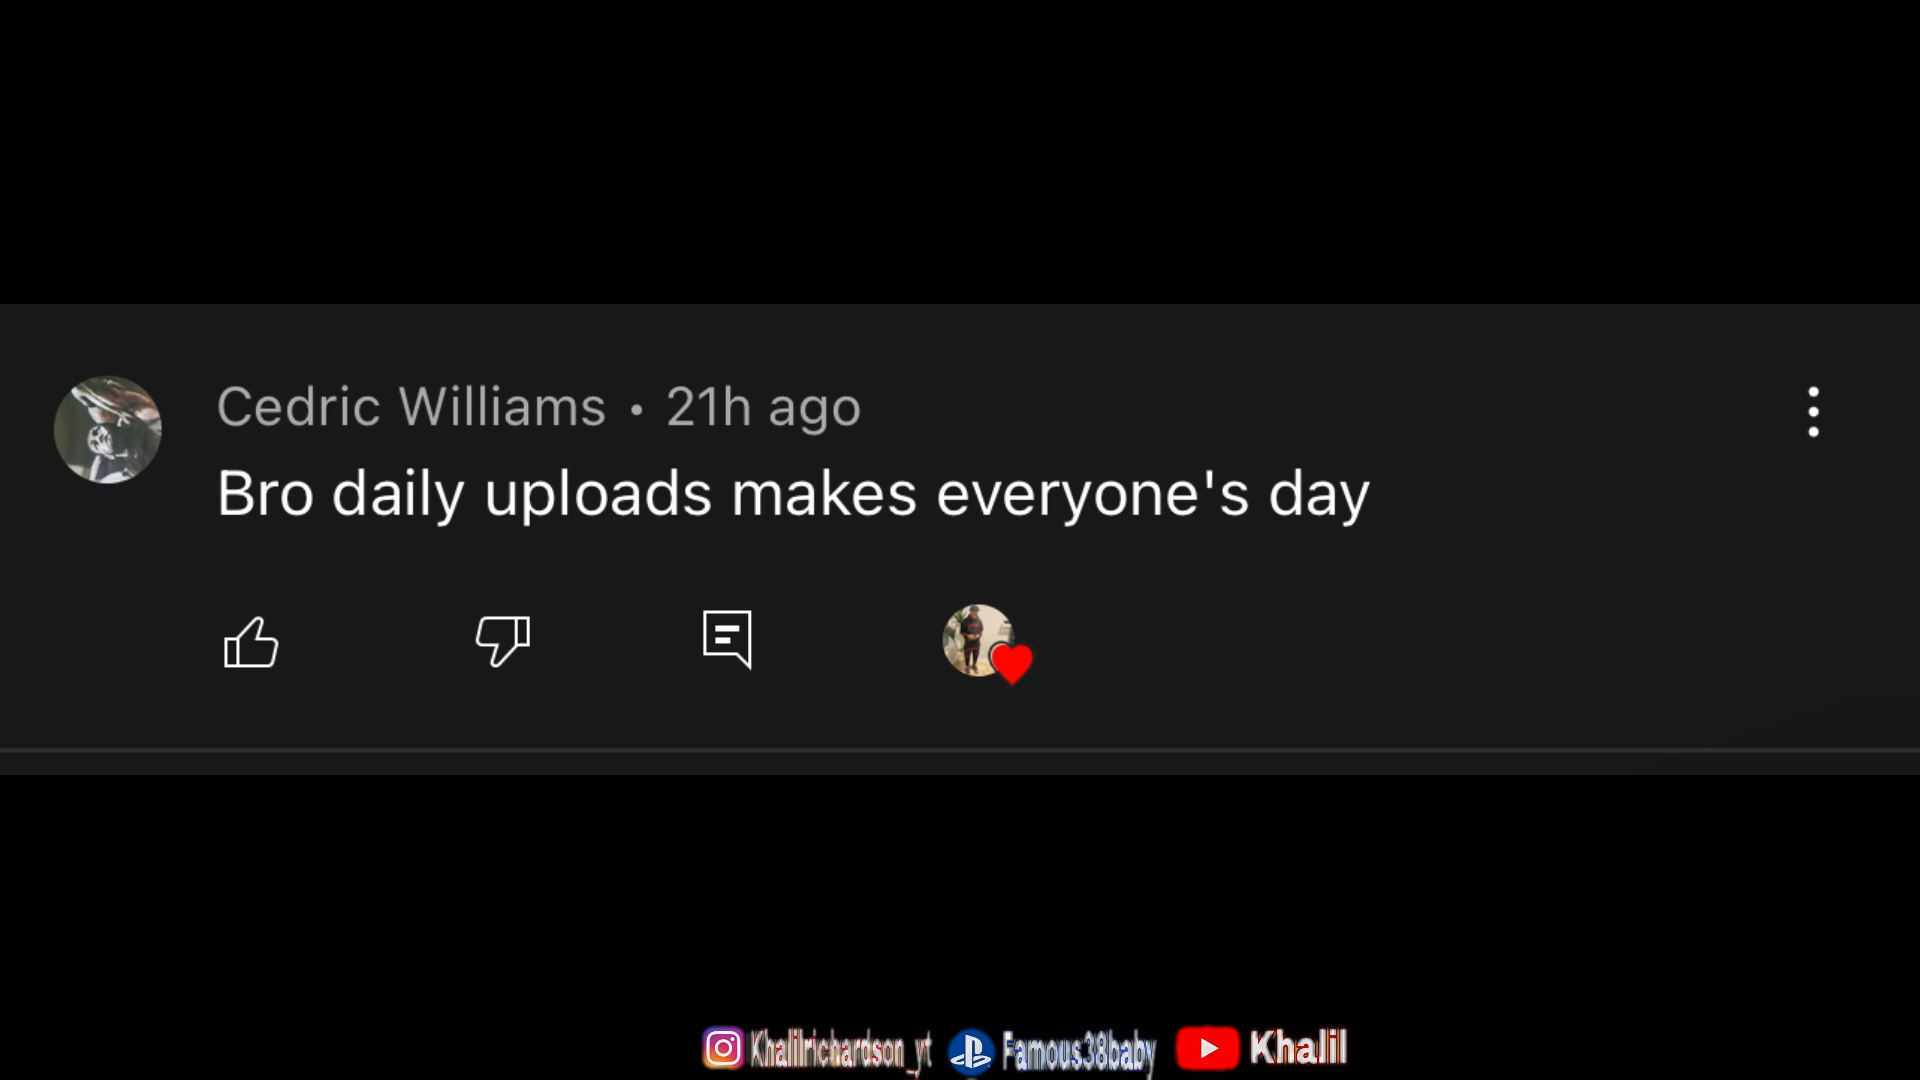 Cedric Williams • 21h ago
Bro daily uploads makes everyone's day
Khalilrichardson_yt Famous38baby Khalil